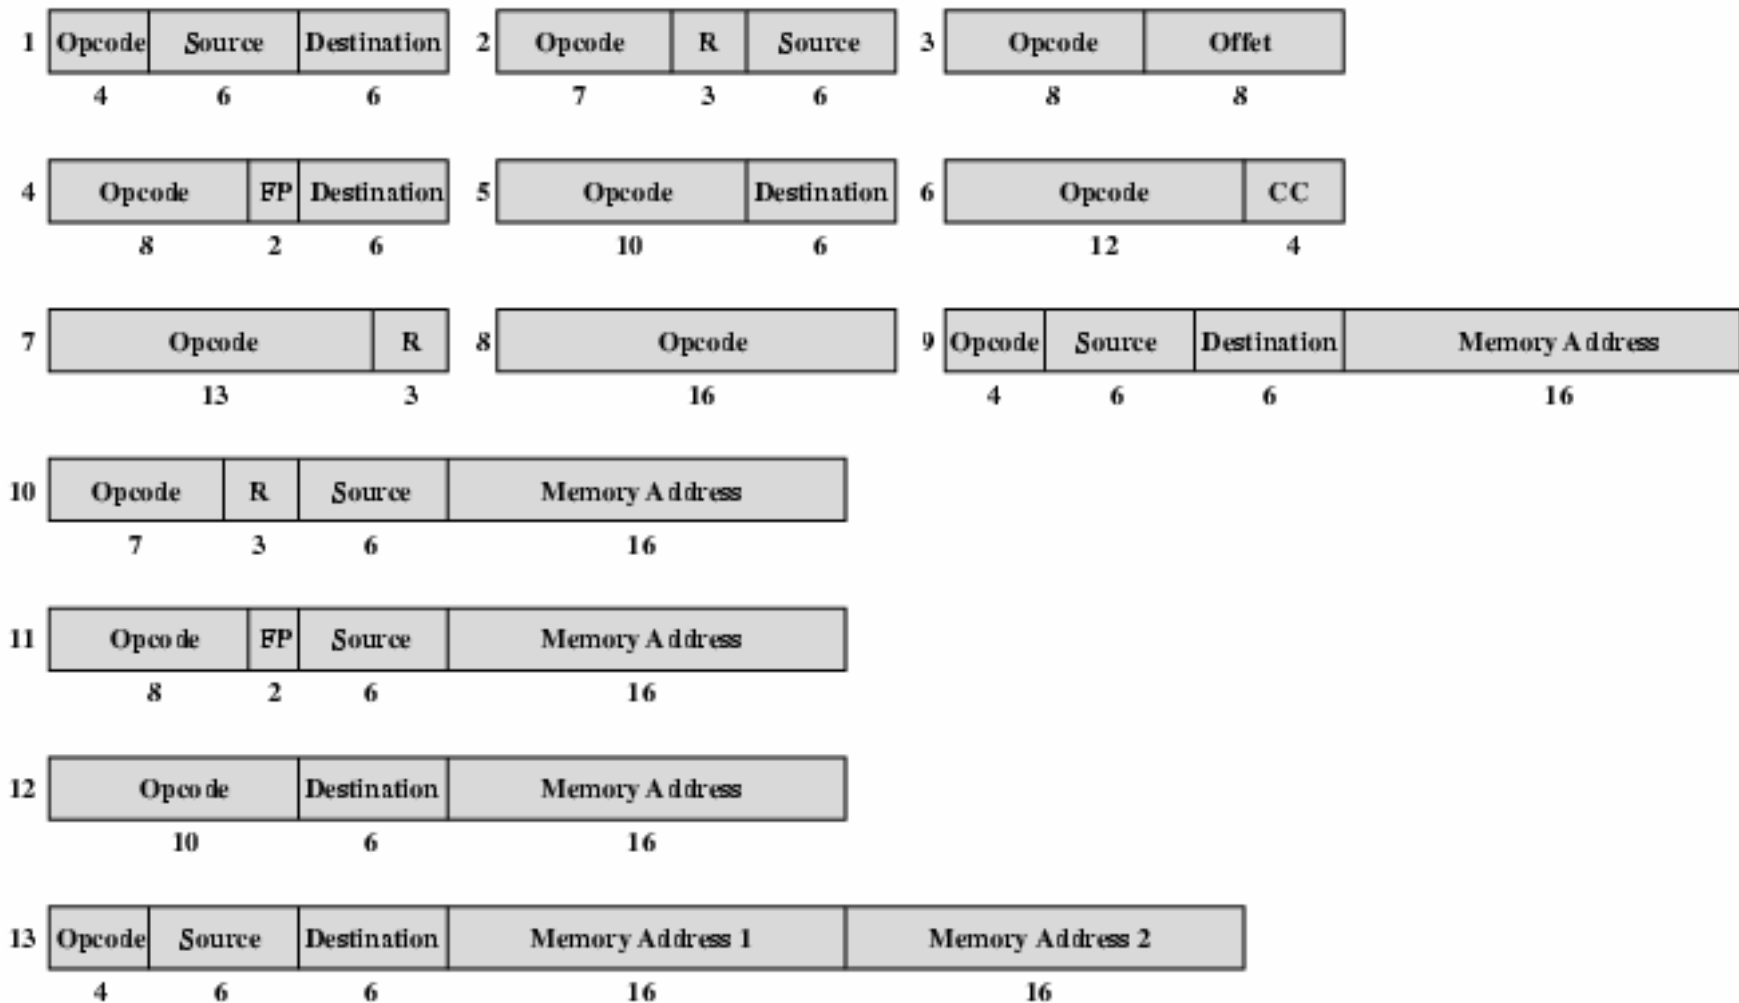 1 Opcode Source Destination 2 Opcode R Source 3 Opcode Offet
4 6 6 7 3 6 8 8
4 Opcode FP Destination 5 Opcode Destination 6 Opcode CC
8 2 6 10 6 12 4
7 Opcode R 8 Opcode 9 Opcode Source Destination Memory Address
13 3 16 4 6 6 16
10 Opcode R Source Memory Address
7 3 6 16
11 Opcode FP Source Memory Address
8 2 6 16
12 Opcode Destination Memory Address
10 6 16
13 Opcode Source Destination Memory Address 1 Memory Address 2
4 6 6 16 16